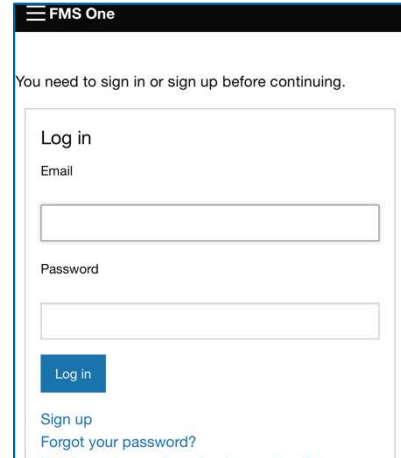 FMS One
You need to sign in or sign up before continuing.
Log in
Email
Password
Log in
Sign up
Forgot your password?